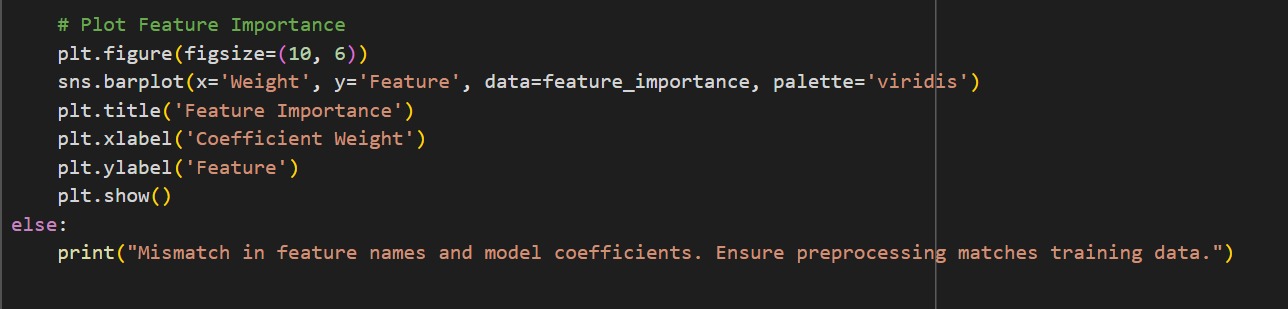 # Plot Feature Importance
plt.figure(figsize=(10, 6))
sns.barplot(x='Weight', y='Feature', data=feature_importance, palette='viridis')
plt.title('Feature Importance')
plt.xlabel('Coefficient Weight')
plt.ylabel('Feature')
plt.show()
else:
print("Mismatch in feature names and model coefficients. Ensure preprocessing matches training data.")